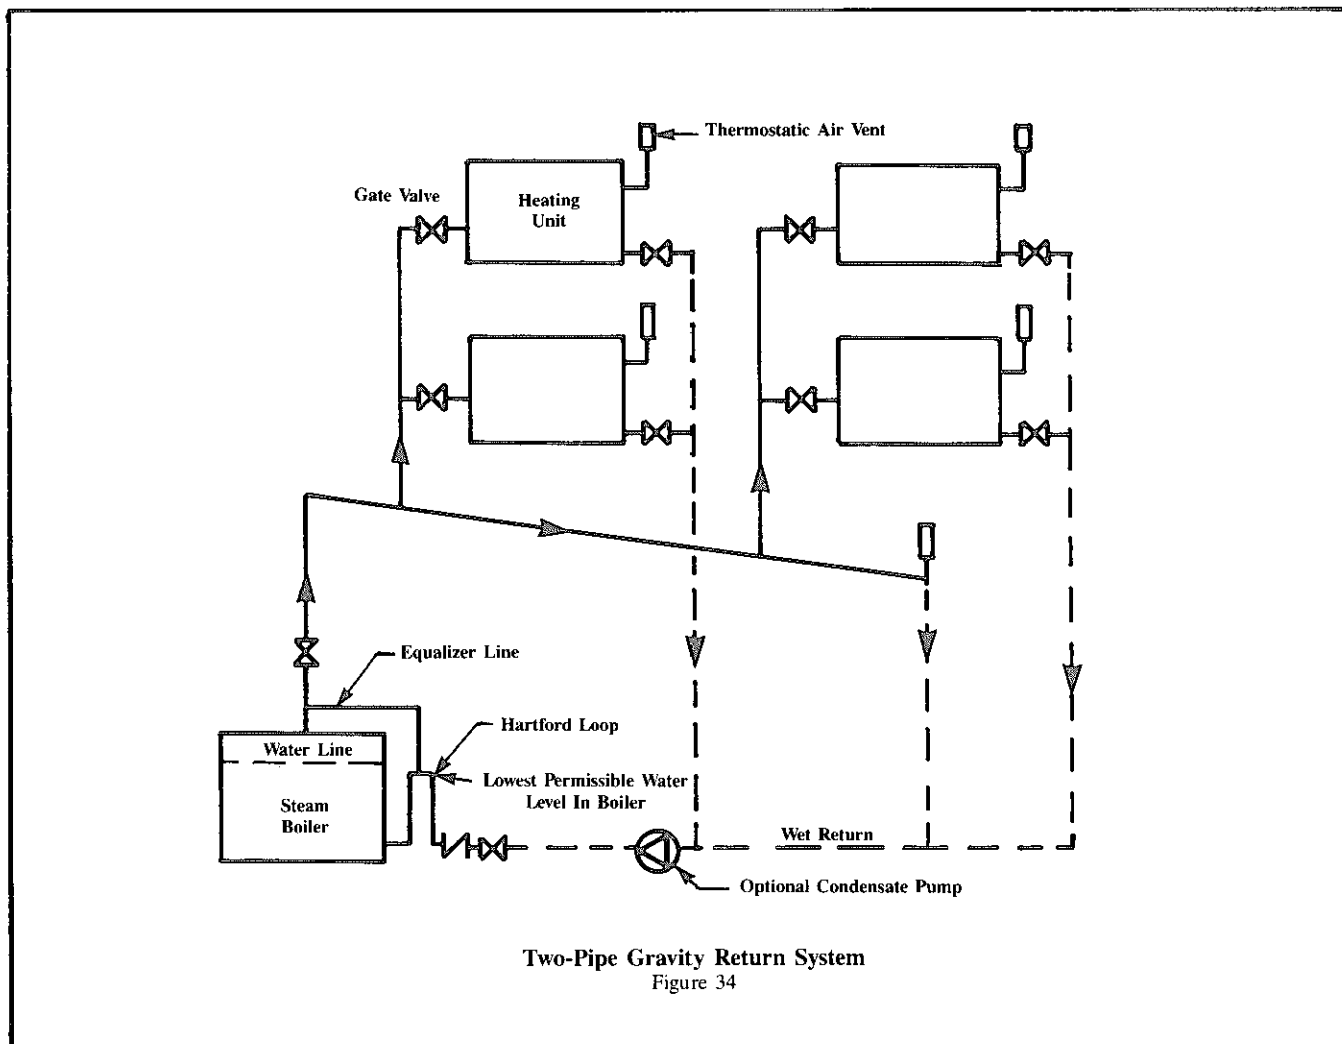 Thermostatic Air Vent
Gate Valve
Heating
Unit
Equalizer Line
Hartford Loop
Water Line
Lowest Permissible Water
Level In Boiler
Steam
Boiler
Wet Return
Optional Condensate Pump
Two-Pipe Gravity Return System
Figure 34